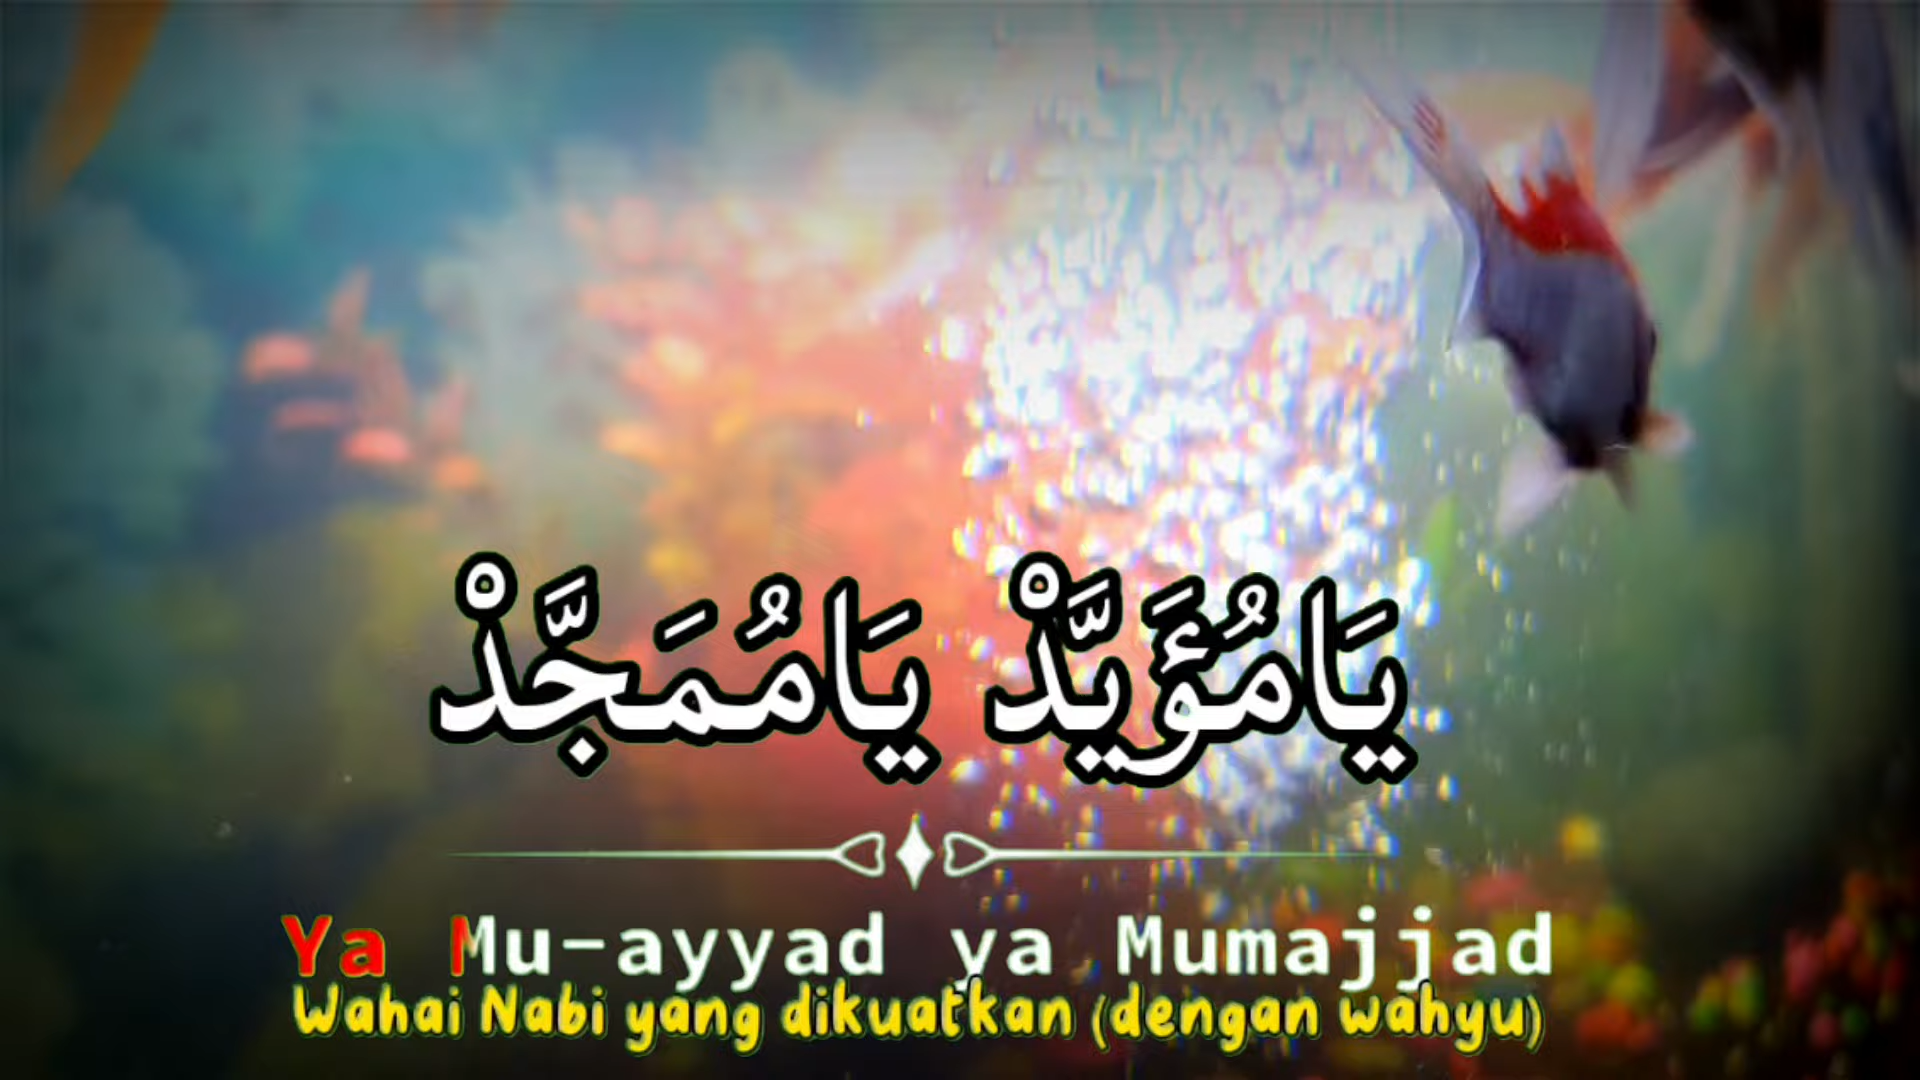 يَامُؤَيَّدْ يَامُمَجَّدْ
Ya Mu-ayyad ya Mumajjad
Wahai Nabi yang dikuatkan (dengan wahyu)